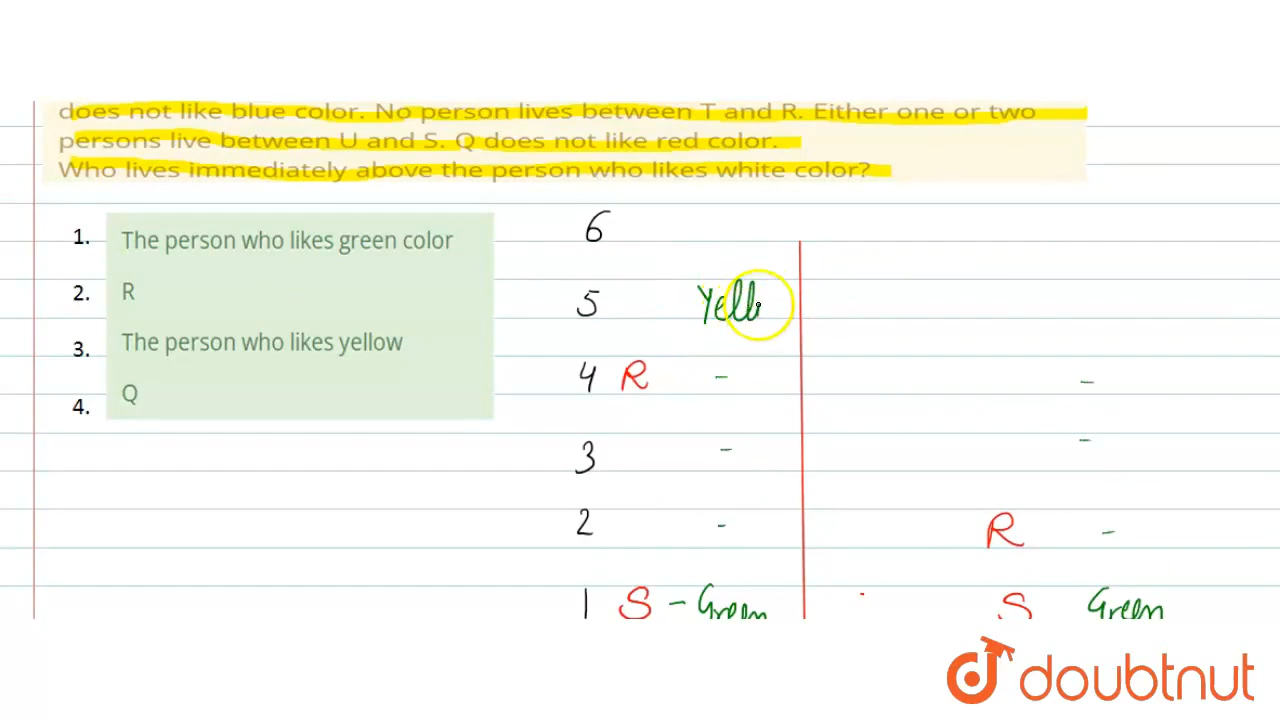 does not like blue color. No person lives between T and R. Either one or two
persons live between U and S. Q does not like red color.
Who lives immediately above the person who likes white color?
1. The person who likes green color
2. R
3. The person who likes yellow
4. Q
6
5 Yell
4 R - -
3 - -
2 - R -
1 S - Green S Green
doubtnut